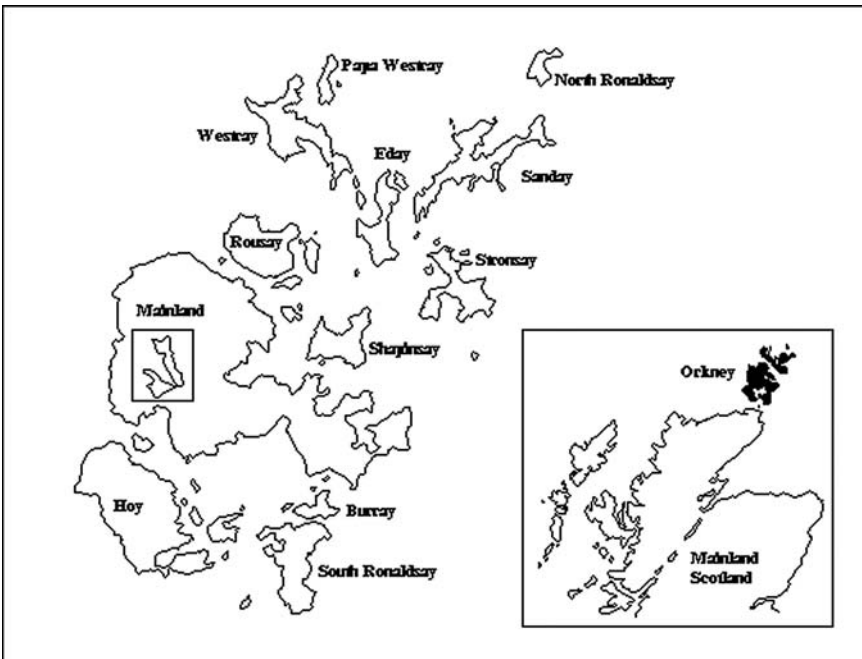 Papa Westray
North Ronaldsay
Westray
Eday
Sanday
Rousay
Stronsay
Mainland
Shapinsay
Orkney
Hoy
Burray
South Ronaldsay
Mainland
Scotland